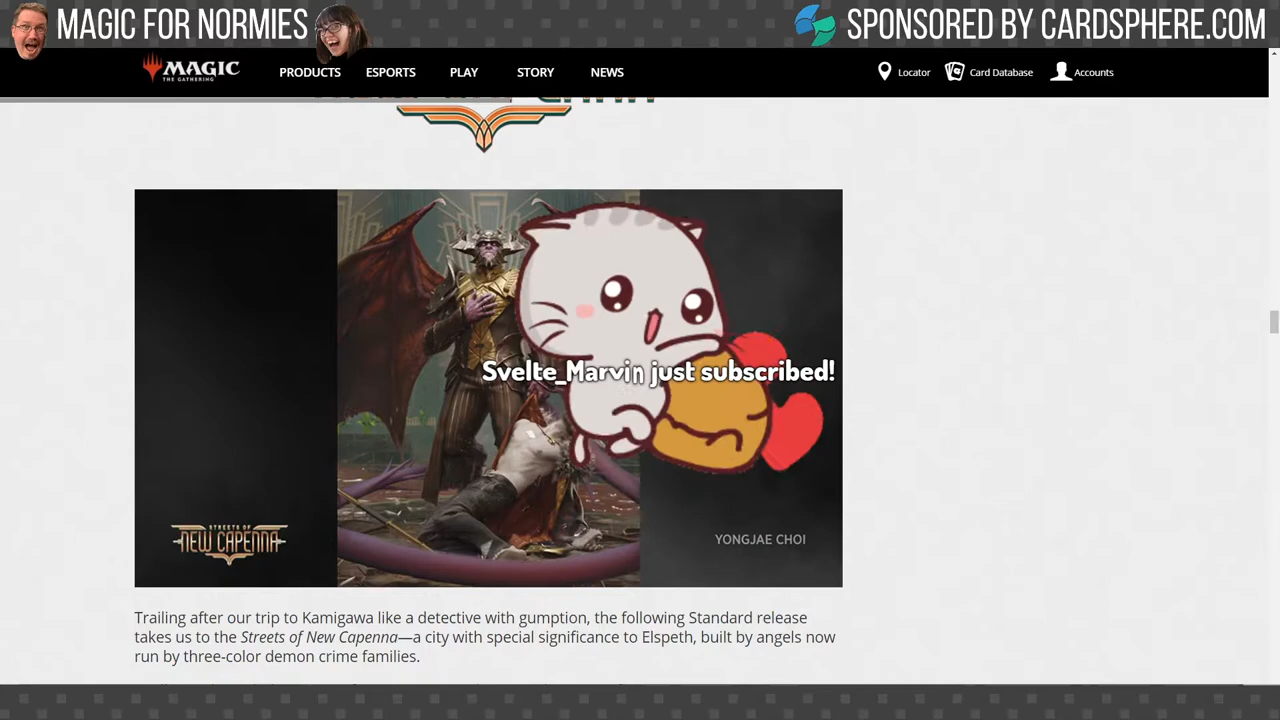 MAGIC FOR NORMIES
SPONSORED BY CARDSPHERE.COM
MAGIC
THE GATHERING
PRODUCTS ESPORTS PLAY STORY NEWS
Locator Card Database Accounts
Svelte_Marvin just subscribed!
STREETS OF
NEW CAPENNA
YONGJAE CHOI
Trailing after our trip to Kamigawa like a detective with gumption, the following Standard release
takes us to the Streets of New Capenna—a city with special significance to Elspeth, built by angels now
run by three-color demon crime families.